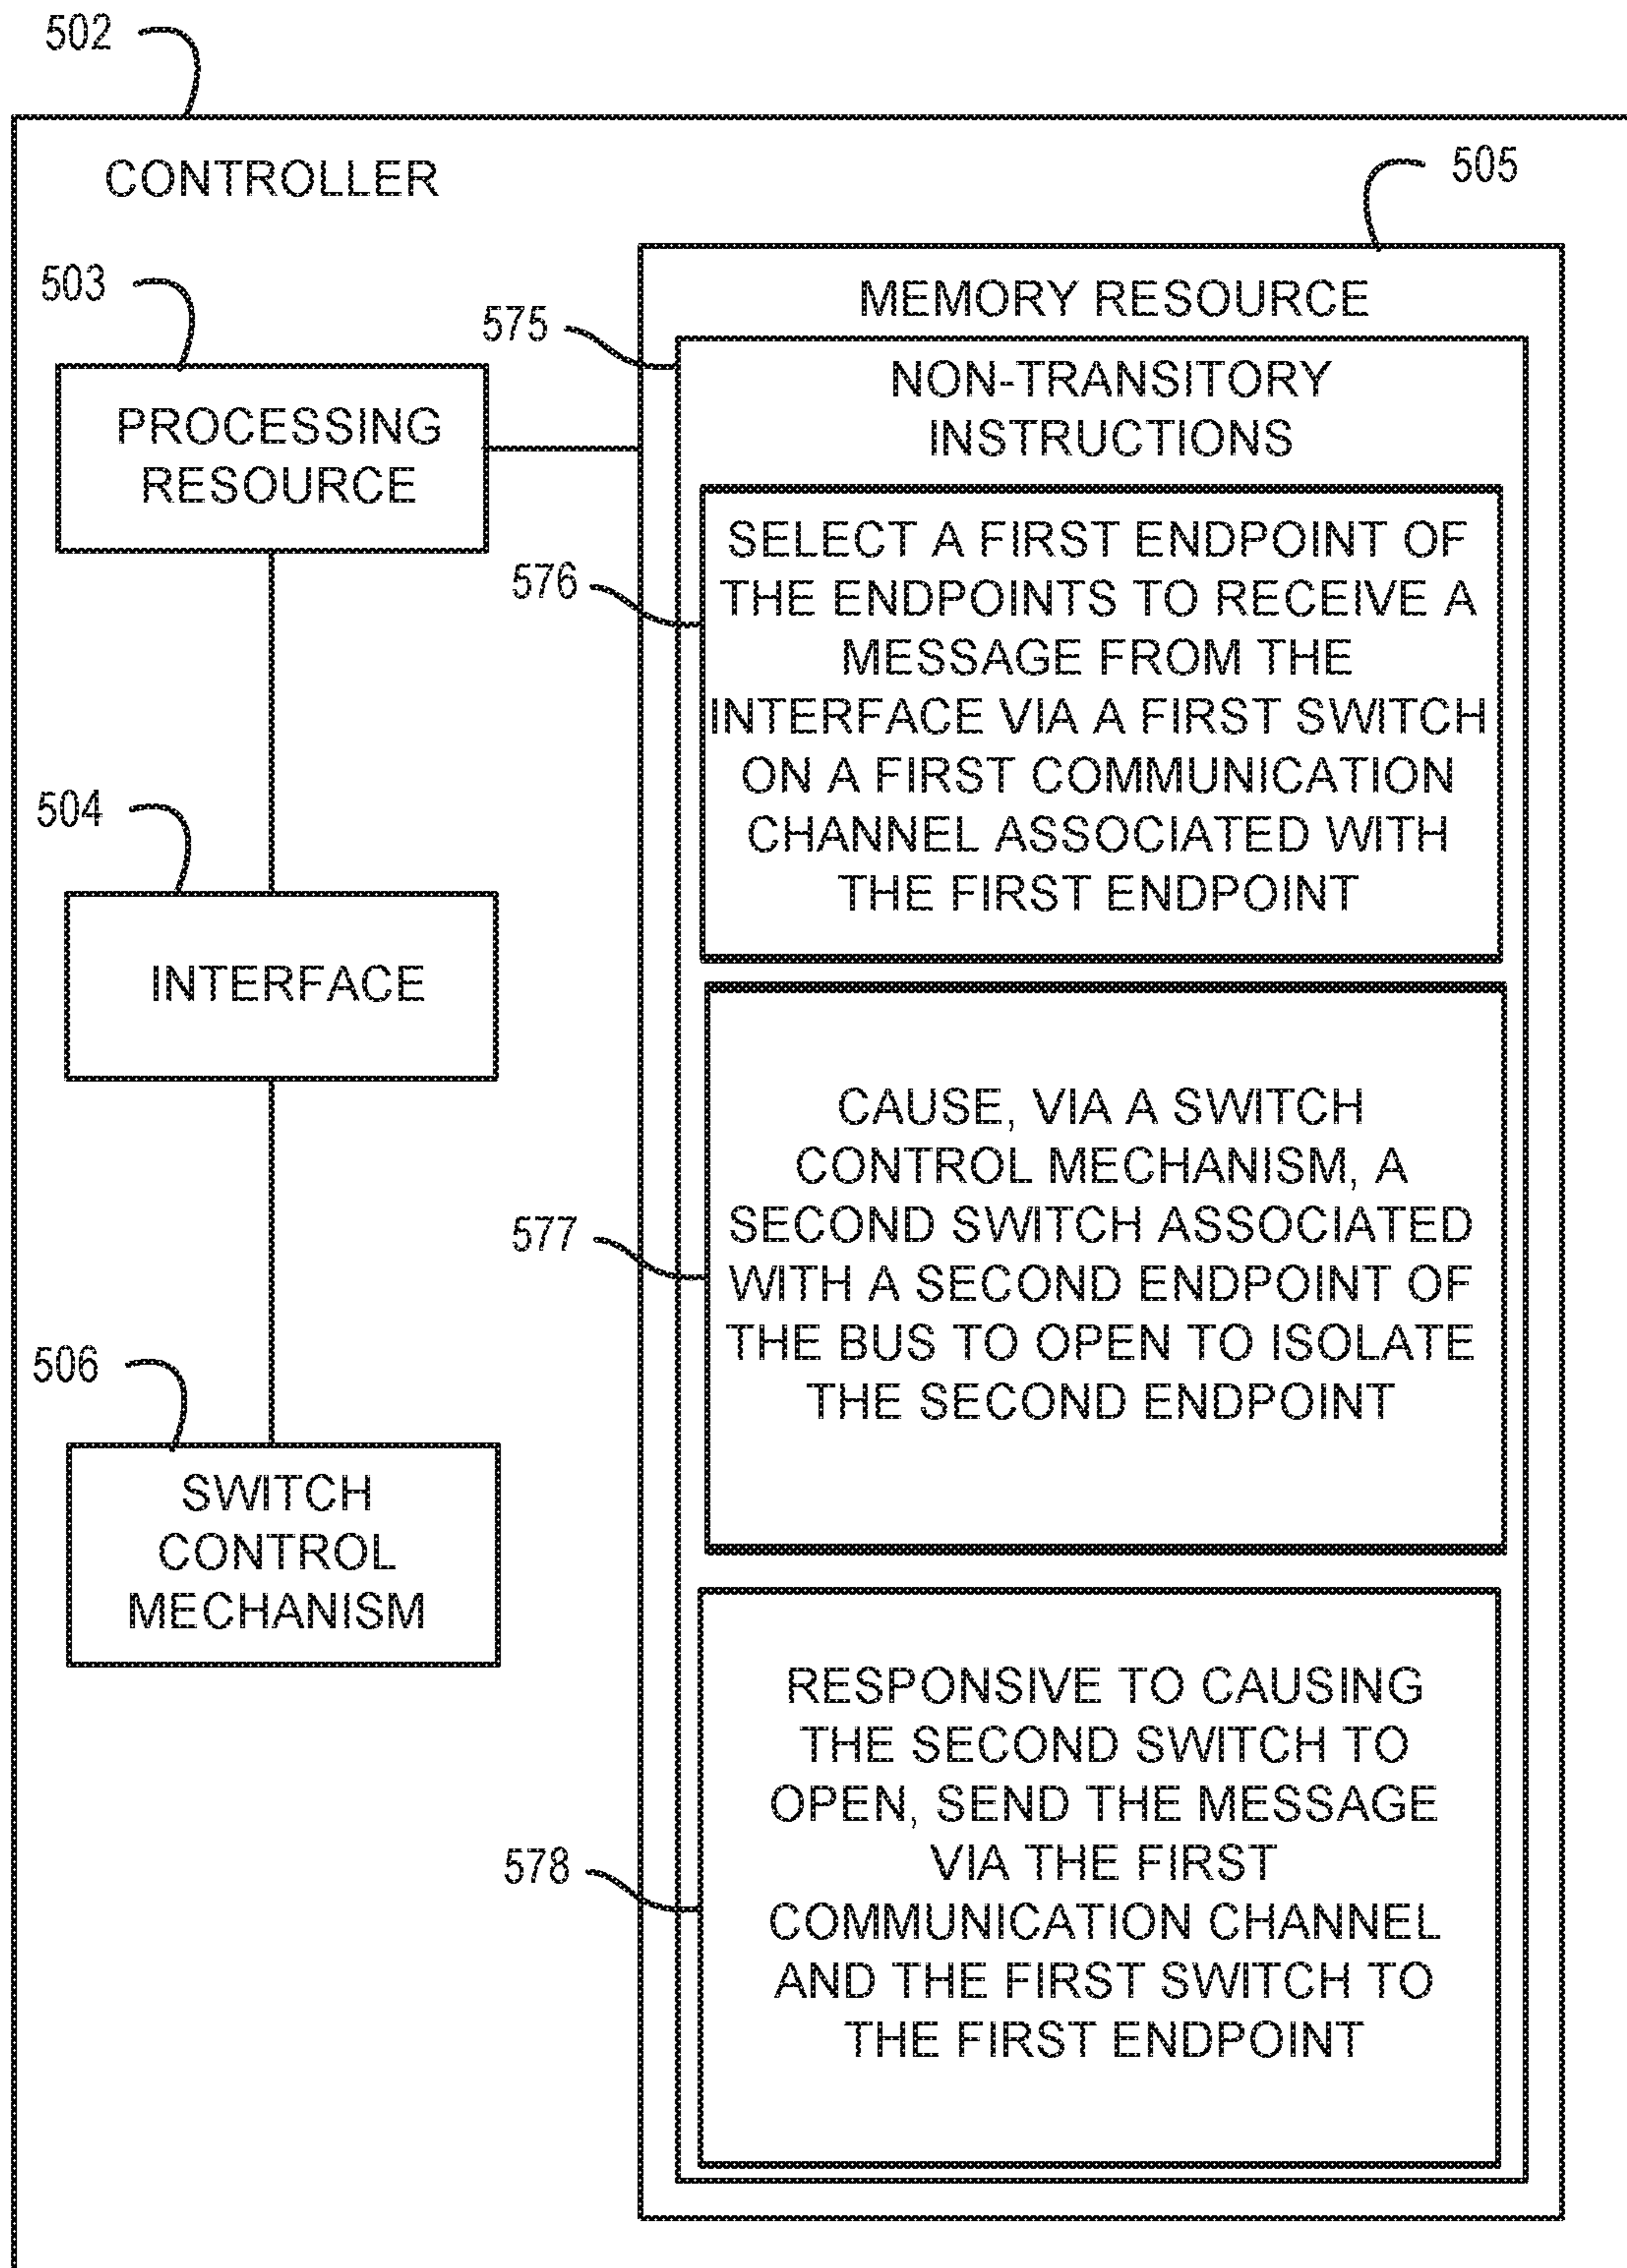 502
CONTROLLER
505
503
MEMORY RESOURCE
575
NON-TRANSITORY
INSTRUCTIONS
PROCESSING
RESOURCE
576
SELECT A FIRST ENDPOINT OF
THE ENDPOINTS TO RECEIVE A
MESSAGE FROM THE
INTERFACE VIA A FIRST SWITCH
ON A FIRST COMMUNICATION
CHANNEL ASSOCIATED WITH
THE FIRST ENDPOINT
504
INTERFACE
577
CAUSE, VIA A SWITCH
CONTROL MECHANISM, A
SECOND SWITCH ASSOCIATED
WITH A SECOND ENDPOINT OF
THE BUS TO OPEN TO ISOLATE
THE SECOND ENDPOINT
506
SWITCH
CONTROL
MECHANISM
578
RESPONSIVE TO CAUSING
THE SECOND SWITCH TO
OPEN, SEND THE MESSAGE
VIA THE FIRST
COMMUNICATION CHANNEL
AND THE FIRST SWITCH TO
THE FIRST ENDPOINT